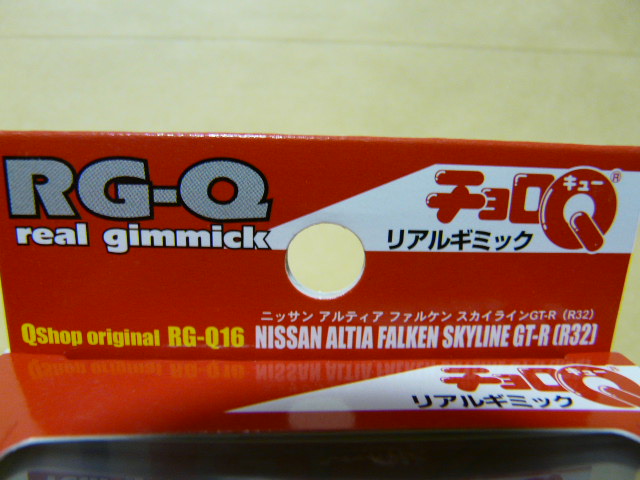 RG-Q
real gimmick
チョロQ キュー ®
リアルギミック
ニッサン アルティア ファルケン スカイラインGT-R（R32）
QShop original RG-Q16 NISSAN ALTIA FALKEN SKYLINE GT-R (R32)
チョロQ
リアルギミック